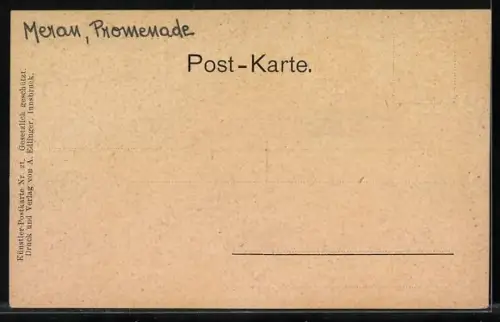 Meran, Promenade
Post-Karte.
Künstler-Postkarte Nr. 21. Gesetzlich geschützt.
Druck und Verlag von A. Edlinger, Innsbruck.